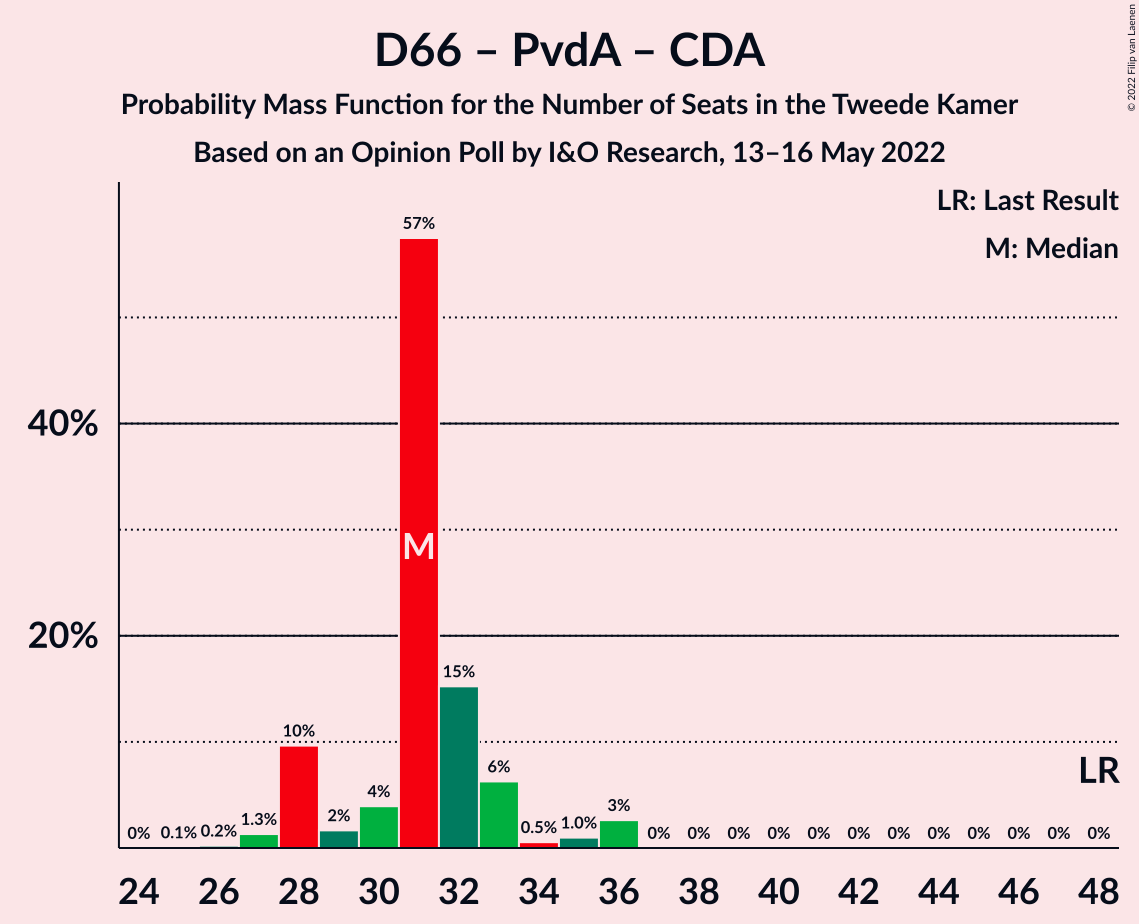 D66 – PvdA – CDA
Probability Mass Function for the Number of Seats in the Tweede Kamer
Based on an Opinion Poll by I&O Research, 13–16 May 2022
© 2022 Filip van Laenen
LR: Last Result
M: Median
57%
40%
M
20%
15%
10%
LR
6%
4%
3%
2%
1.3%
1.0%
0.5%
0% 0.1% 0.2% 0% 0% 0% 0% 0% 0% 0% 0% 0% 0% 0% 0%
24 26 28 30 32 34 36 38 40 42 44 46 48